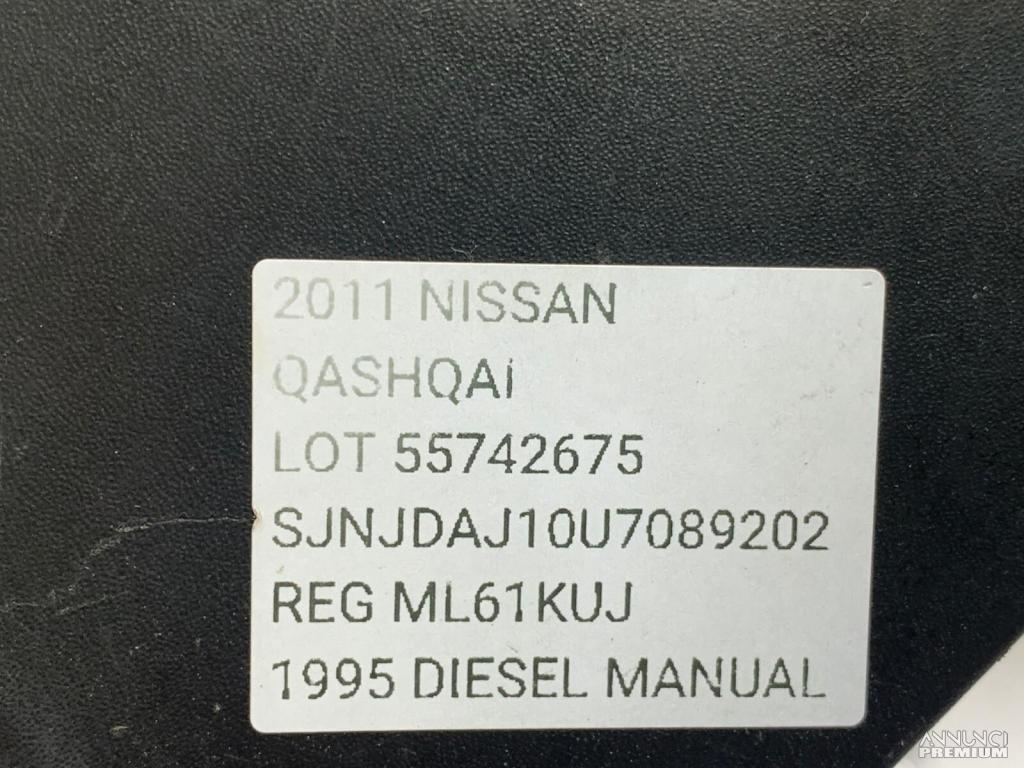 2011 NISSAN
QASHQAi
LOT 55742675
SJNJDAJ10U7089202
REG ML61KUJ
1995 DIESEL MANUAL
ANNUNCI
PREMIUM